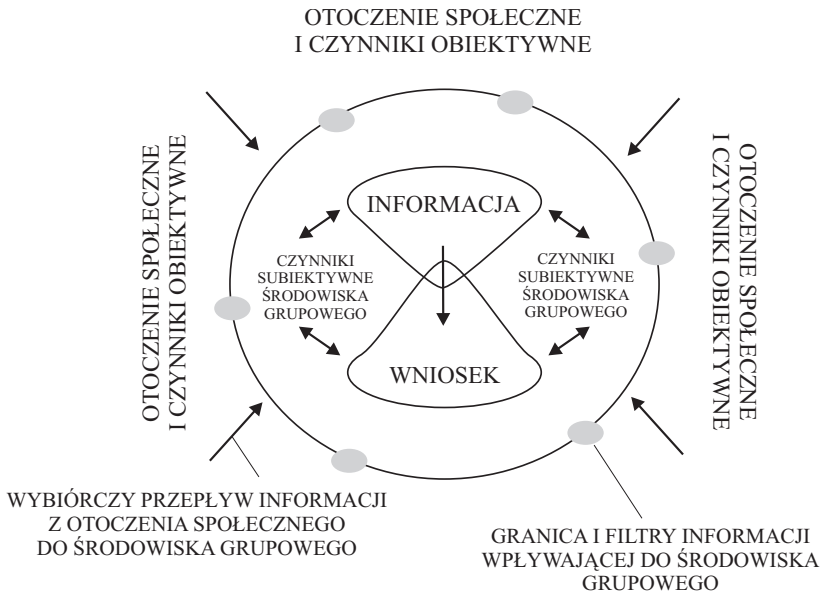 OTOCZENIE SPOŁECZNE
I CZYNNIKI OBIEKTYWNE
OTOCZENIE SPOŁECZNE
I CZYNNIKI OBIEKTYWNE
OTOCZENIE SPOŁECZNE
I CZYNNIKI OBIEKTYWNE
INFORMACJA
CZYNNIKI
SUBIEKTYWNE
ŚRODOWISKA
GRUPOWEGO
CZYNNIKI
SUBIEKTYWNE
ŚRODOWISKA
GRUPOWEGO
WNIOSEK
WYBIÓRCZY PRZEPŁYW INFORMACJI
Z OTOCZENIA SPOŁECZNEGO
DO ŚRODOWISKA GRUPOWEGO
GRANICA I FILTRY INFORMACJI
WPŁYWAJĄCEJ DO ŚRODOWISKA
GRUPOWEGO